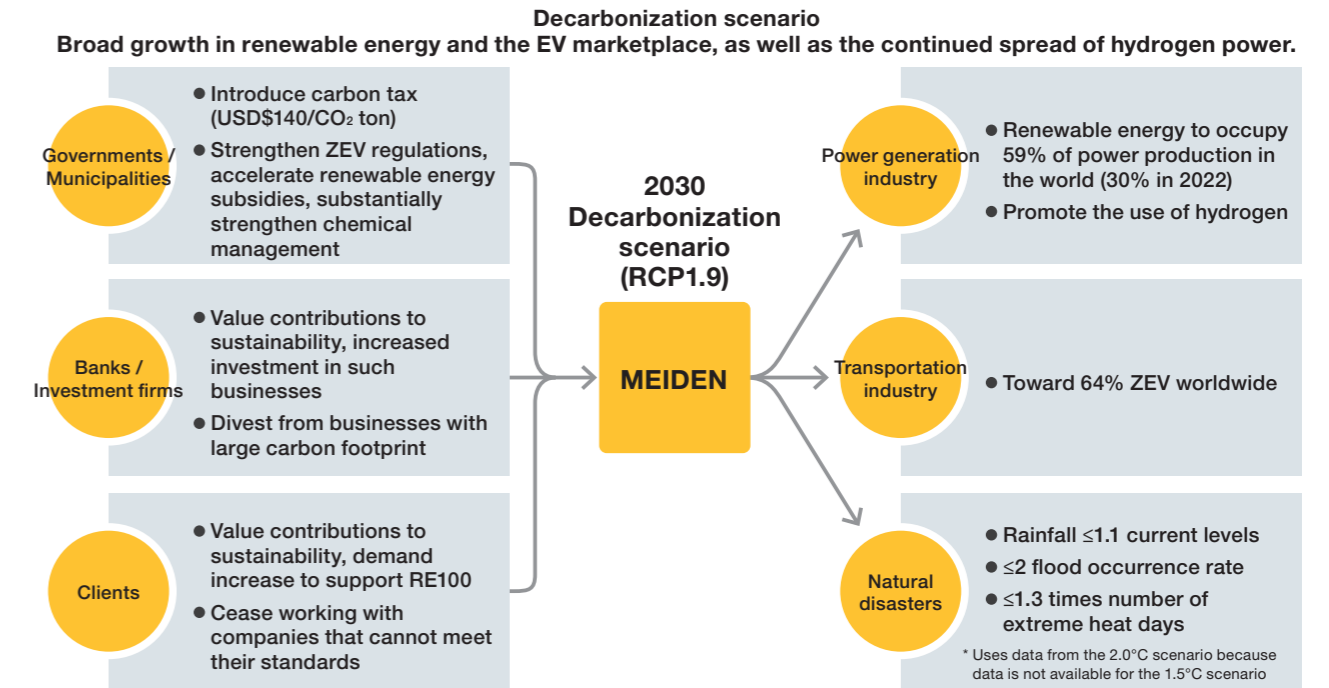 Decarbonization scenario
Broad growth in renewable energy and the EV marketplace, as well as the continued spread of hydrogen power.
Governments /
Municipalities
● Introduce carbon tax
(USD$140/CO₂ ton)
● Strengthen ZEV regulations,
accelerate renewable energy
subsidies, substantially
strengthen chemical
management
Banks /
Investment firms
● Value contributions to
sustainability, increased
investment in such
businesses
● Divest from businesses with
large carbon footprint
Clients
● Value contributions to
sustainability, demand
increase to support RE100
● Cease working with
companies that cannot meet
their standards
2030
Decarbonization
scenario
(RCP1.9)
MEIDEN
Power generation
industry
● Renewable energy to occupy
59% of power production in
the world (30% in 2022)
● Promote the use of hydrogen
Transportation
industry
● Toward 64% ZEV worldwide
Natural
disasters
● Rainfall ≤1.1 current levels
● ≤2 flood occurrence rate
● ≤1.3 times number of
extreme heat days
* Uses data from the 2.0°C scenario because
data is not available for the 1.5°C scenario